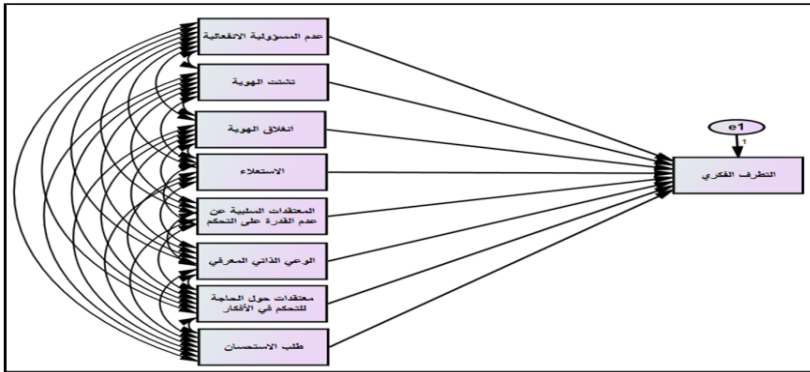 عدم المسؤولية الانفعالية
تشتت الهوية
انغلاق الهوية
الاستعلاء
المعتقدات السلبية عن
عدم القدرة على التحكم
الوعي الذاتي المعرفي
معتقدات حول الحاجة
للتحكم في الأفكار
طلب الاستحسان
e1
1
التطرف الفكري